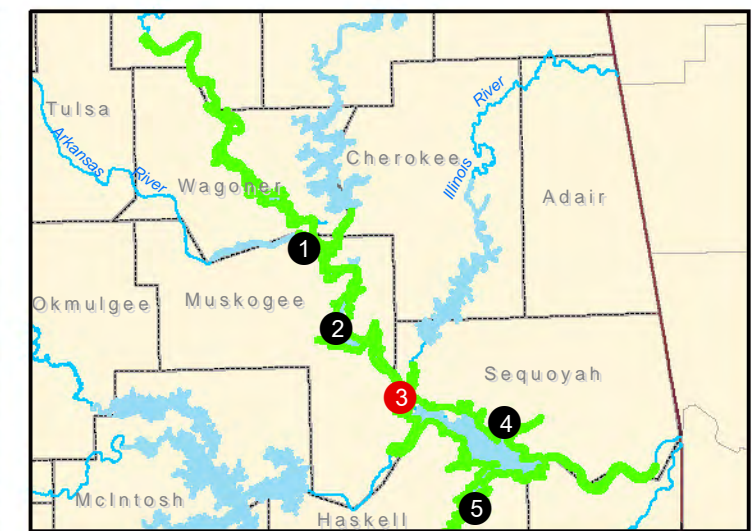 River
Tulsa
Arkansas
River
Cherokee
Illinois
Wagoner
Adair
1
Okmulgee
Muskogee
2
Sequoyah
3
4
McIntosh
5
Haskell